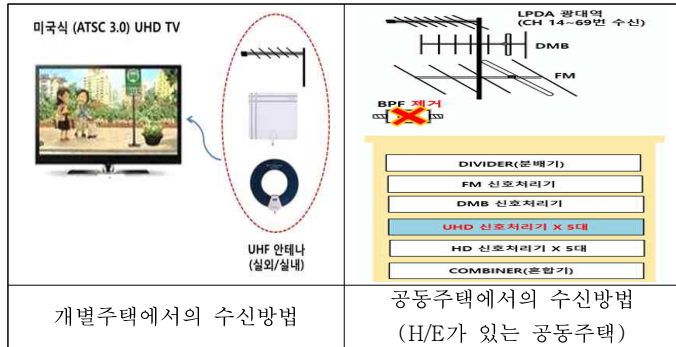 미국식 (ATSC 3.0) UHD TV
UHF 안테나
(실외/실내)
LPDA 광대역
(CH 14~69번 수신)
DMB
FM
BPF 제거
DIVIDER(분배기)
FM 신호처리기
DMB 신호처리기
UHD 신호처리기 X 5대
HD 신호처리기 X 5대
COMBINER(혼합기)
개별주택에서의 수신방법
공동주택에서의 수신방법
(H/E가 있는 공동주택)